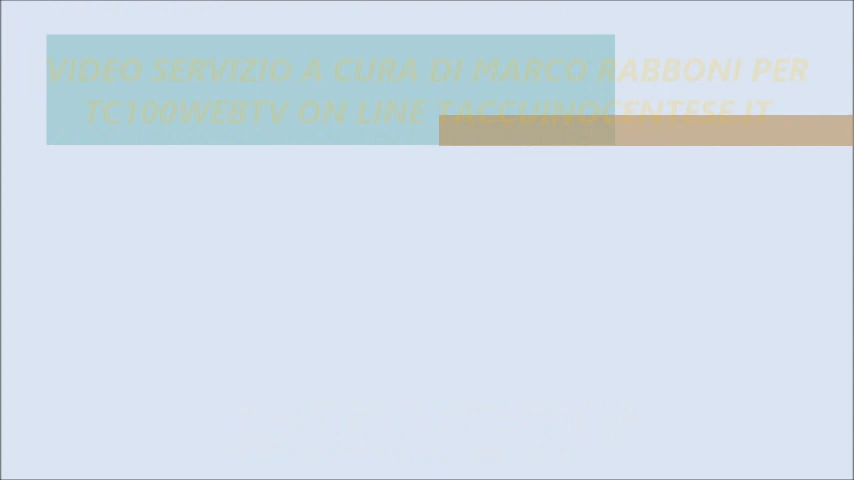 VIDEO SERVIZIO A CURA DI MARCO RABBONI PER
TC100WEBTV ON LINE TACCUINOCENTESE.IT